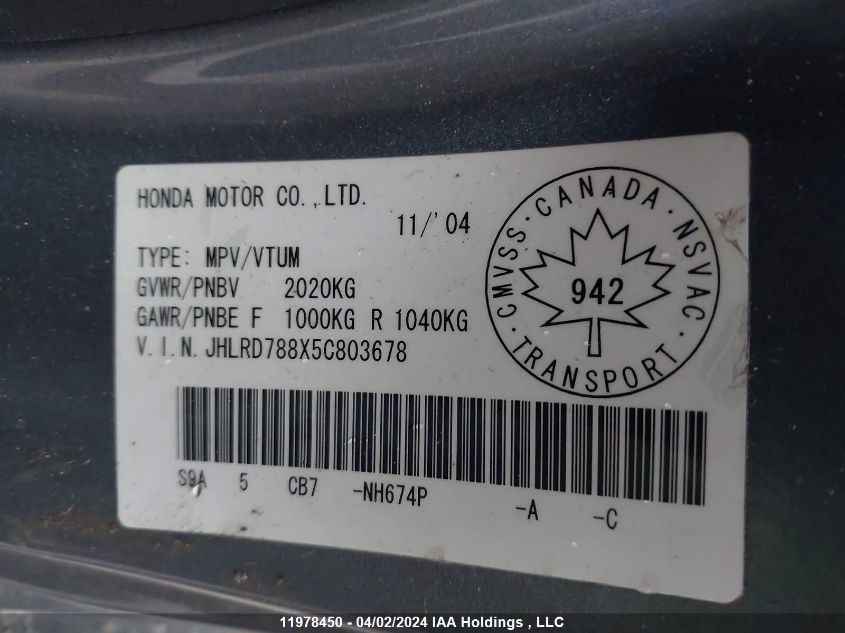 HONDA MOTOR CO.,LTD.
11/'04
TYPE: MPV/VTUM
GVWR/PNBV 2020KG
GAWR/PNBE F 1000KG R 1040KG
V.I.N. JHLRD788X5C803678
CMVSS · CANADA · NSVAC · TRANSPORT ·
942
S9A 5 CB7 -NH674P -A -C
11978450 - 04/02/2024 IAA Holdings , LLC